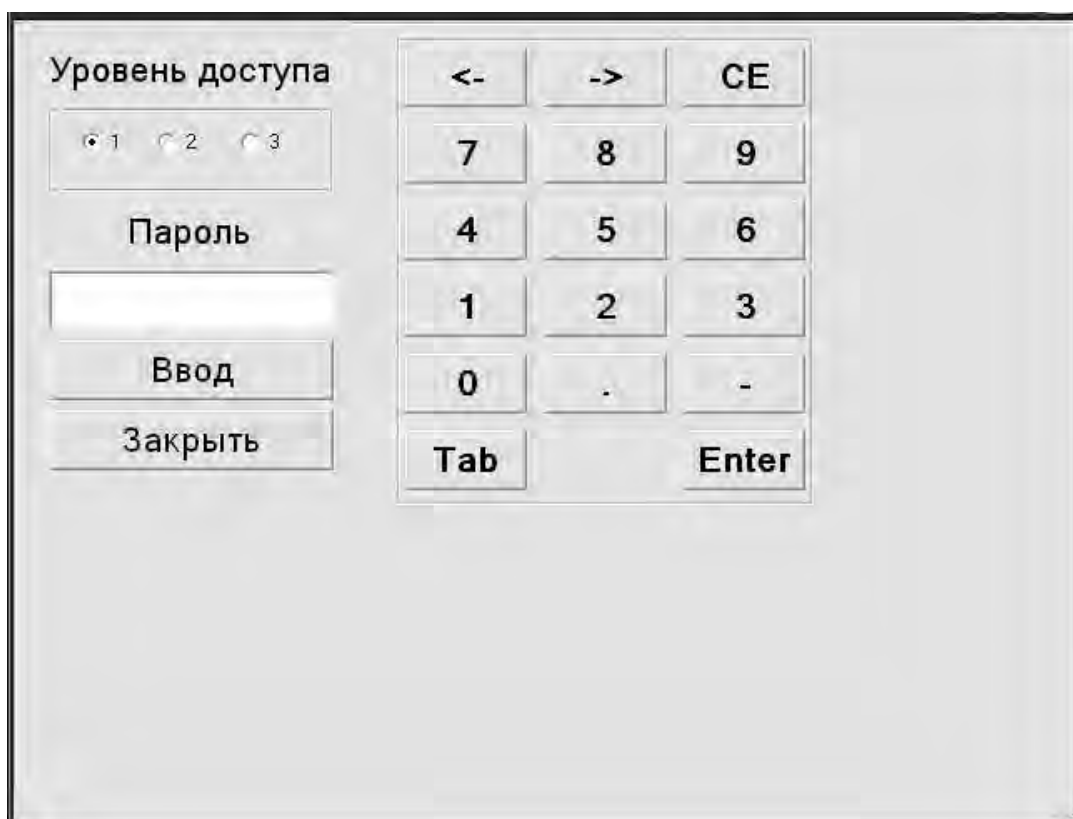 Уровень доступа
1 2 3
Пароль
Ввод
Закрыть
<- -> CE
7 8 9
4 5 6
1 2 3
0 . -
Tab Enter